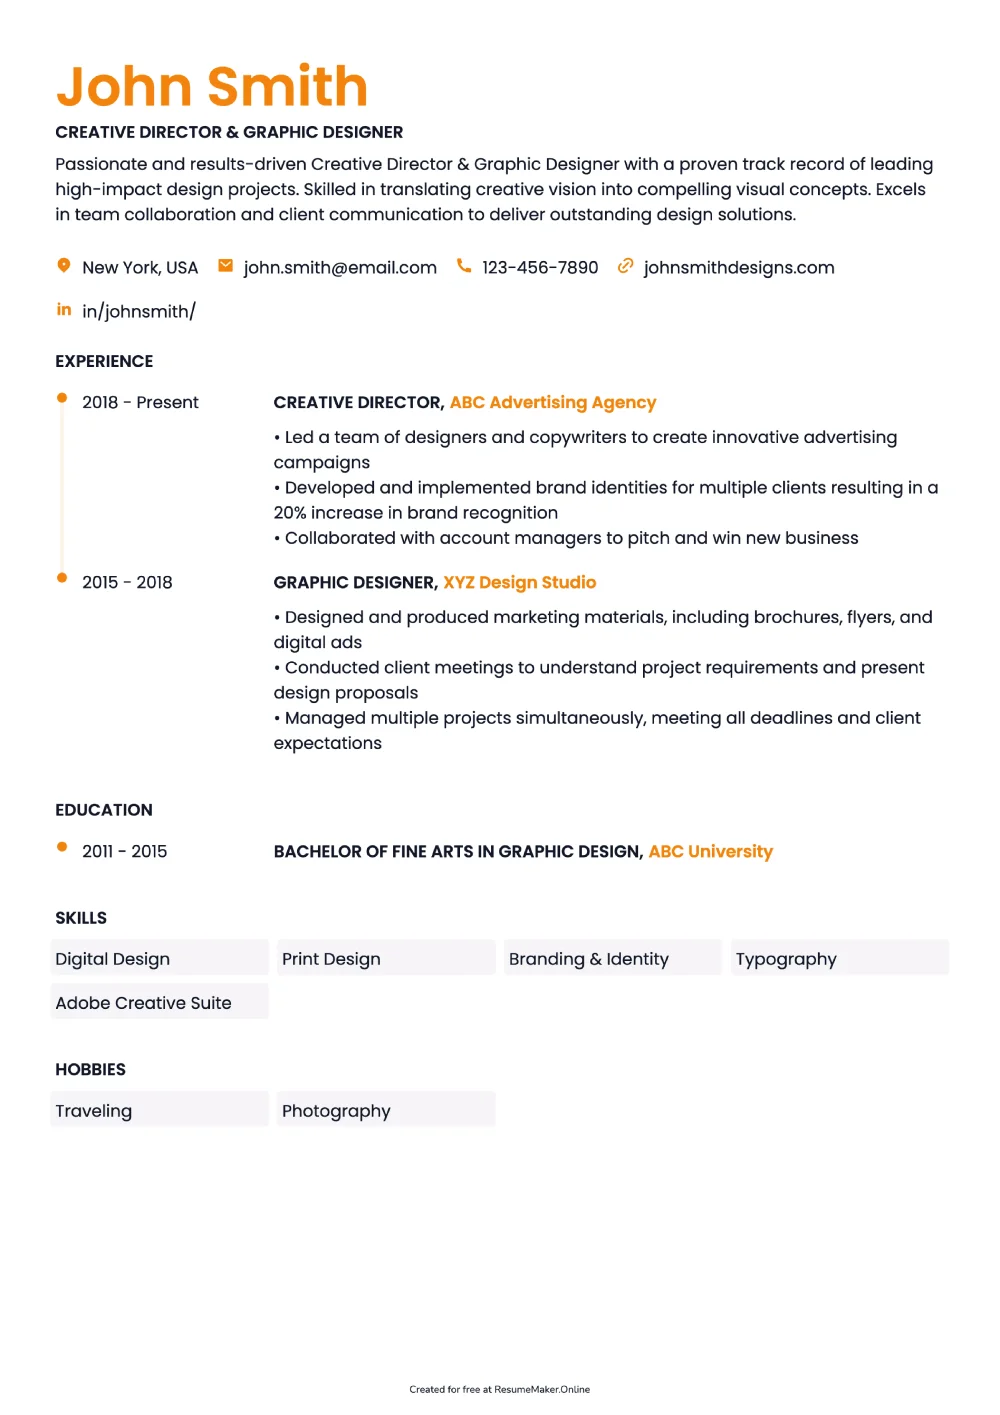 John Smith
CREATIVE DIRECTOR & GRAPHIC DESIGNER
Passionate and results-driven Creative Director & Graphic Designer with a proven track record of leading
high-impact design projects. Skilled in translating creative vision into compelling visual concepts. Excels
in team collaboration and client communication to deliver outstanding design solutions.
New York, USA john.smith@email.com 123-456-7890 johnsmithdesigns.com
in in/johnsmith/
EXPERIENCE
2018 - Present CREATIVE DIRECTOR, ABC Advertising Agency
• Led a team of designers and copywriters to create innovative advertising
campaigns
• Developed and implemented brand identities for multiple clients resulting in a
20% increase in brand recognition
• Collaborated with account managers to pitch and win new business
2015 - 2018 GRAPHIC DESIGNER, XYZ Design Studio
• Designed and produced marketing materials, including brochures, flyers, and
digital ads
• Conducted client meetings to understand project requirements and present
design proposals
• Managed multiple projects simultaneously, meeting all deadlines and client
expectations
EDUCATION
2011 - 2015 BACHELOR OF FINE ARTS IN GRAPHIC DESIGN, ABC University
SKILLS
Digital Design Print Design Branding & Identity Typography
Adobe Creative Suite
HOBBIES
Traveling Photography
Created for free at ResumeMaker.Online